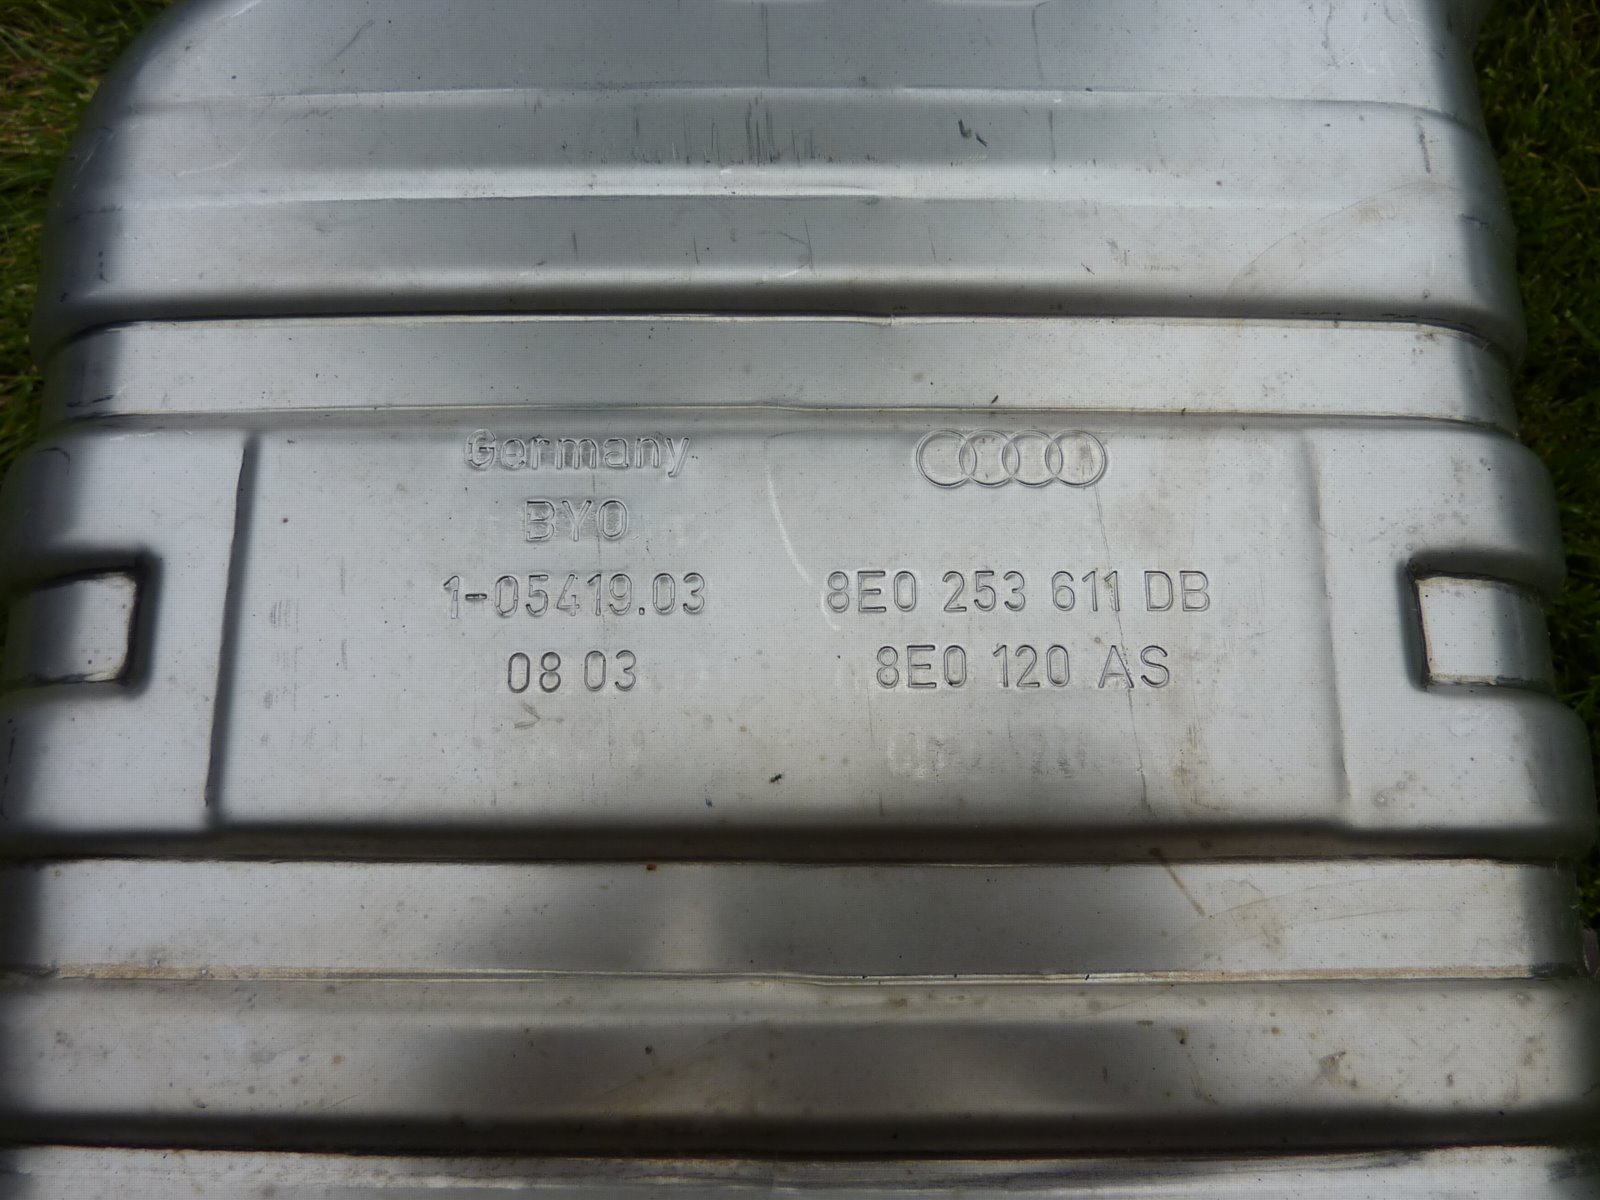 Germany
BYO
1-05419.03
08 03
8E0 253 611 DB
8E0 120 AS